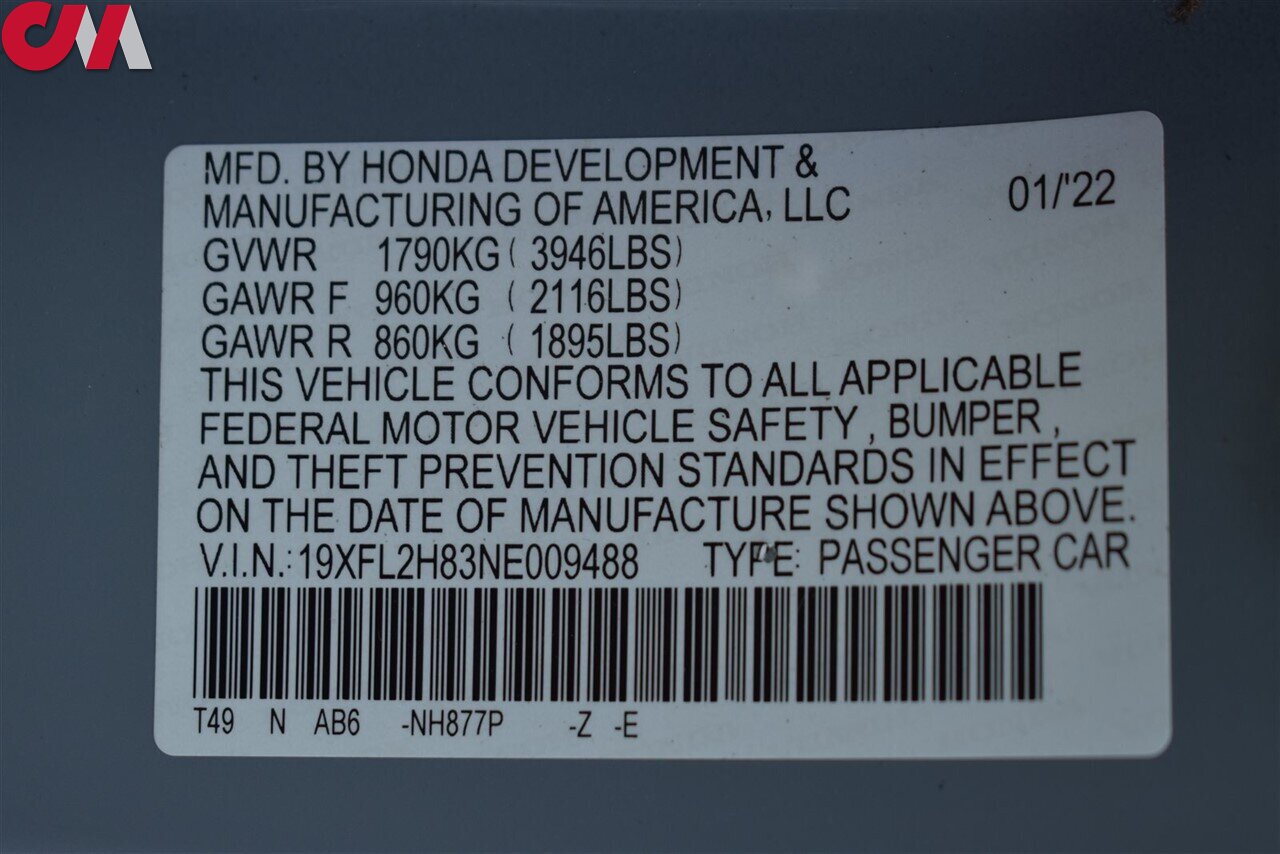 CM
MFD. BY HONDA DEVELOPMENT &
MANUFACTURING OF AMERICA, LLC 01/'22
GVWR 1790KG ( 3946LBS)
GAWR F 960KG ( 2116LBS)
GAWR R 860KG ( 1895LBS)
THIS VEHICLE CONFORMS TO ALL APPLICABLE
FEDERAL MOTOR VEHICLE SAFETY , BUMPER ,
AND THEFT PREVENTION STANDARDS IN EFFECT
ON THE DATE OF MANUFACTURE SHOWN ABOVE.
V.I.N.: 19XFL2H83NE009488 TYPE: PASSENGER CAR
T49 N AB6 -NH877P -Z -E